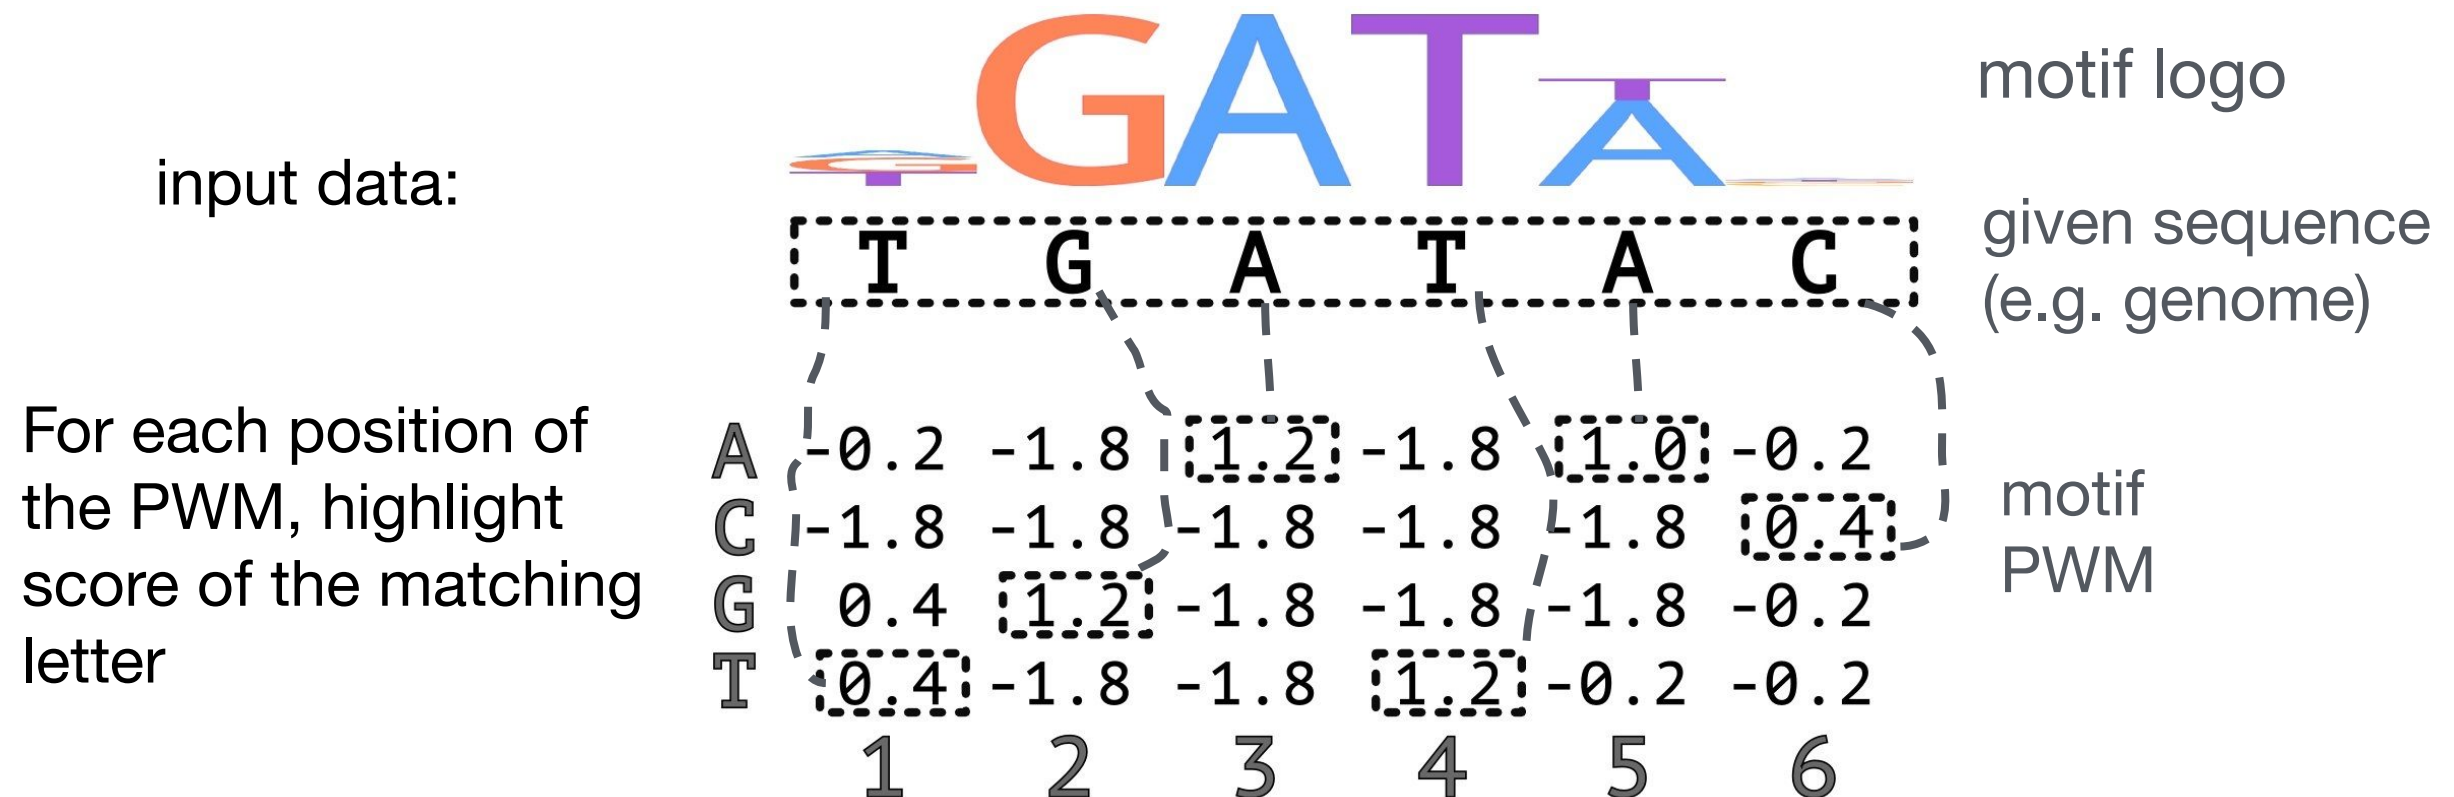 GATA
motif logo
input data:
T G A T A C
given sequence
(e.g. genome)
For each position of
the PWM, highlight
score of the matching
letter
A -0.2 -1.8 1.2 -1.8 1.0 -0.2
C -1.8 -1.8 -1.8 -1.8 -1.8 0.4
G 0.4 1.2 -1.8 -1.8 -1.8 -0.2
T 0.4 -1.8 -1.8 1.2 -0.2 -0.2
1 2 3 4 5 6
motif
PWM